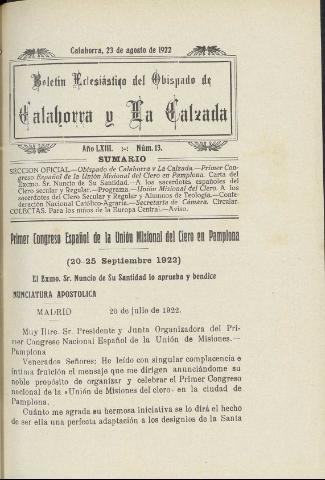 Calahorra, 23 de agosto de 1922
Boletín Eclesiástico del Obispado de
Calahorra y La Calzada
Año LXIII. :-: Núm. 13.
SUMARIO
SECCION OFICIAL.—Obispado de Calahorra y La Calzada.—Primer Con-
greso Español de la Unión Misional del Clero en Pamplona. Carta del
Excmo. Sr. Nuncio de Su Santidad.—A los sacerdotes españoles del
Clero secular y Regular.—Programa.—Unión Misional del Clero. A los
sacerdotes del Clero Secular y Regular y Alumnos de Teología.—Confe-
deración Nacional Católico-Agraria.—Secretaría de Cámera. Circular.
COLECTAS. Para los niños de la Europa Central.—Aviso.
Primer Congreso Español de la Unión Misional del Clero en Pamplona
(20-25 Septiembre 1922)
El Exmo. Sr. Nuncio de Su Santidad lo aprueba y bendice
NUNCIATURA APOSTOLICA
MADRID 20 de julio de 1922.
Muy Iltre. Sr. Presidente y Junta Organizadora del Pri-
mer Congreso Nacional Español de la Unión de Misiones.—
Pamplona
Venerados Señores: He leído con singular complacencia e
íntima fruición el mensaje que me dirigen anunciándome su
noble propósito de organizar y celebrar el Primer Congreso
nacional de la «Unión de Misiones del clero» en la ciudad de
Pamplona.
Cuánto me agrada su hermosa iniciativa se lo dirá el hecho
de ser ella una perfecta adaptación a los designios de la Santa